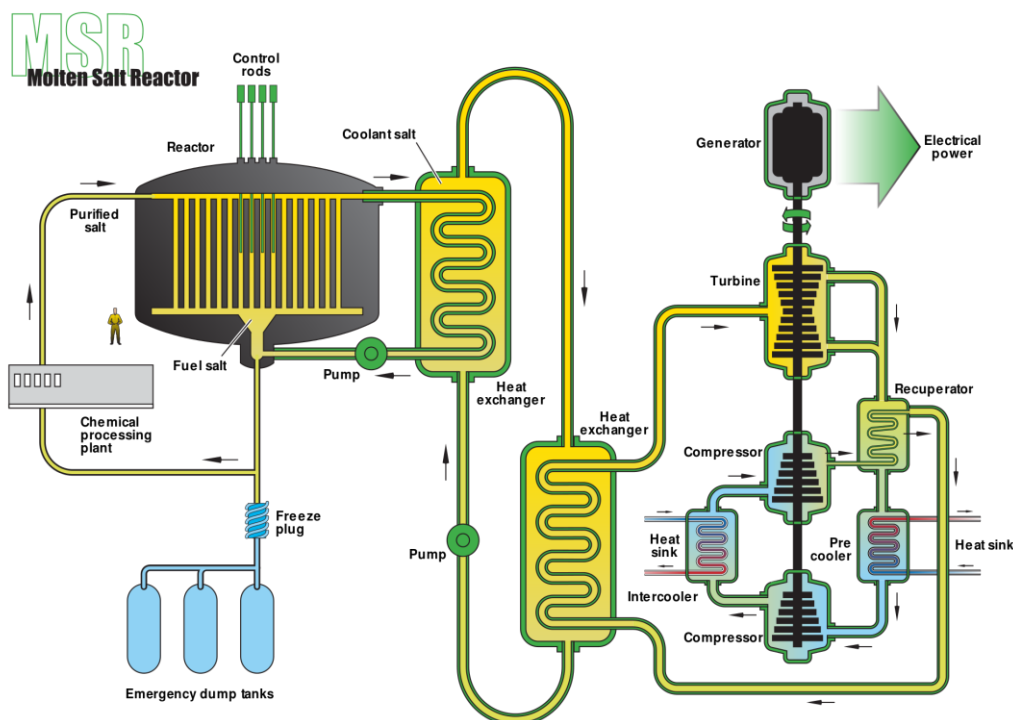 MSR
Molten Salt Reactor
Control
rods
Reactor
Coolant salt
Purified
salt
Fuel salt
Pump
Heat
exchanger
Chemical
processing
plant
Freeze
plug
Emergency dump tanks
Pump
Heat
exchanger
Generator
Electrical
power
Turbine
Recuperator
Compressor
Heat
sink
Pre
cooler
Heat sink
Intercooler
Compressor